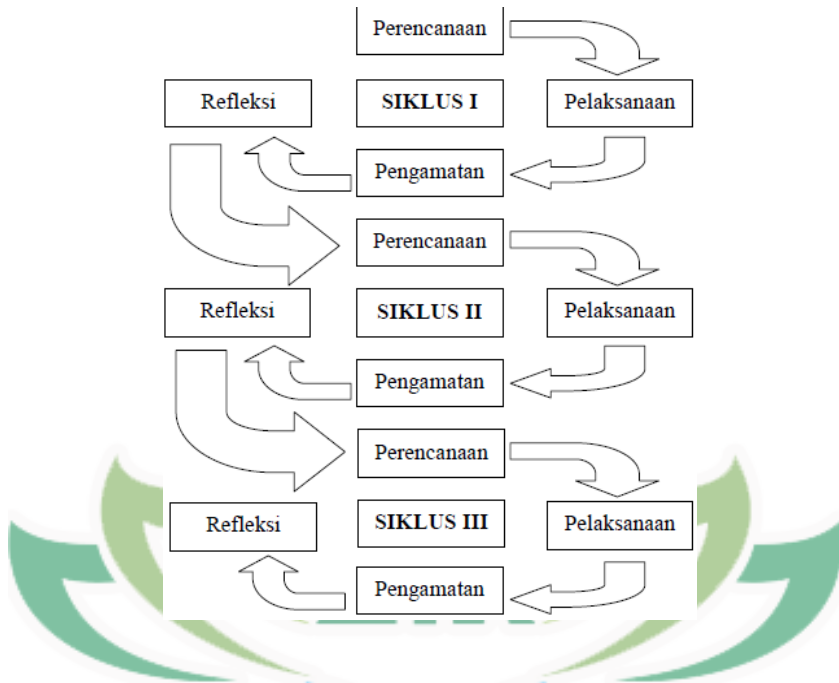 Perencanaan
Refleksi
SIKLUS I
Pelaksanaan
Pengamatan
Perencanaan
Refleksi
SIKLUS II
Pelaksanaan
Pengamatan
Perencanaan
Refleksi
SIKLUS III
Pelaksanaan
Pengamatan